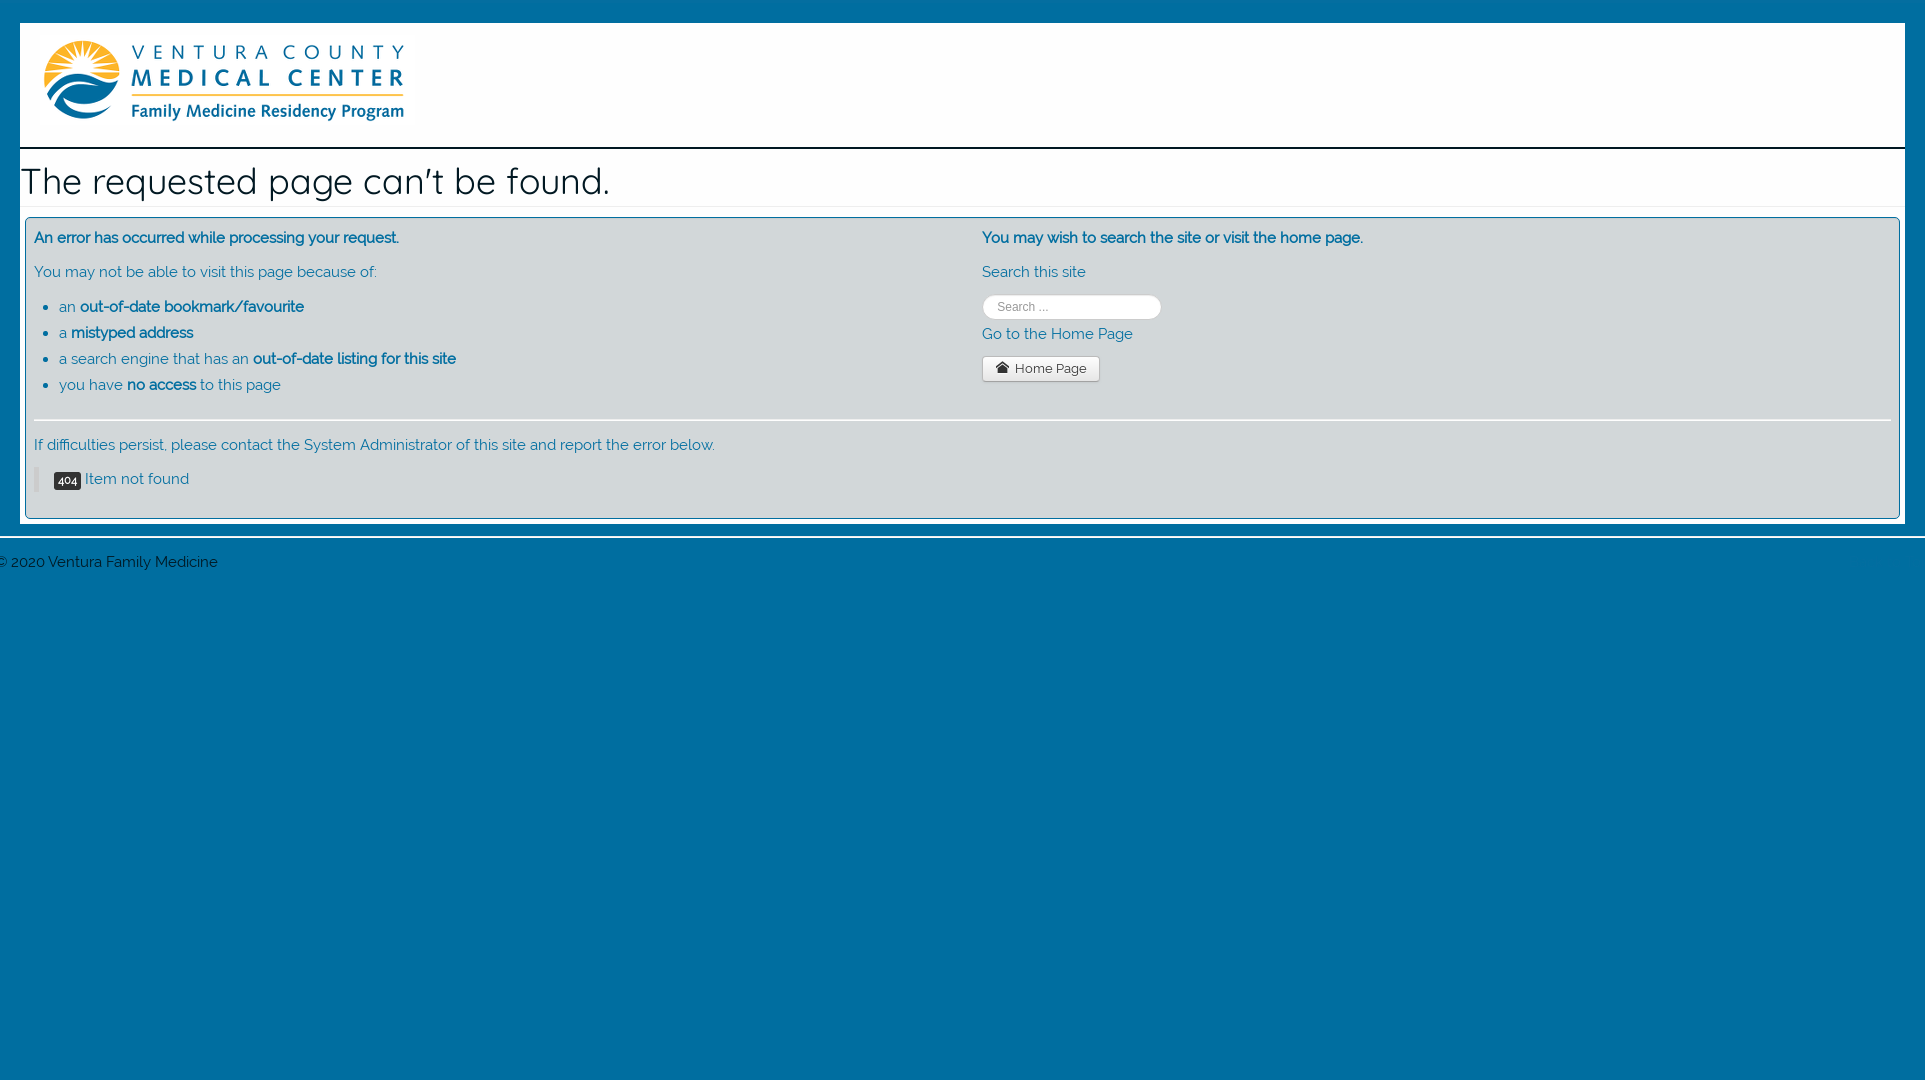 VENTURA COUNTY
MEDICAL CENTER
Family Medicine Residency Program
The requested page can't be found.
An error has occurred while processing your request.
You may not be able to visit this page because of:
an out-of-date bookmark/favourite
a mistyped address
a search engine that has an out-of-date listing for this site
you have no access to this page
You may wish to search the site or visit the home page.
Search this site
Search ...
Go to the Home Page
Home Page
If difficulties persist, please contact the System Administrator of this site and report the error below.
404 Item not found
© 2020 Ventura Family Medicine